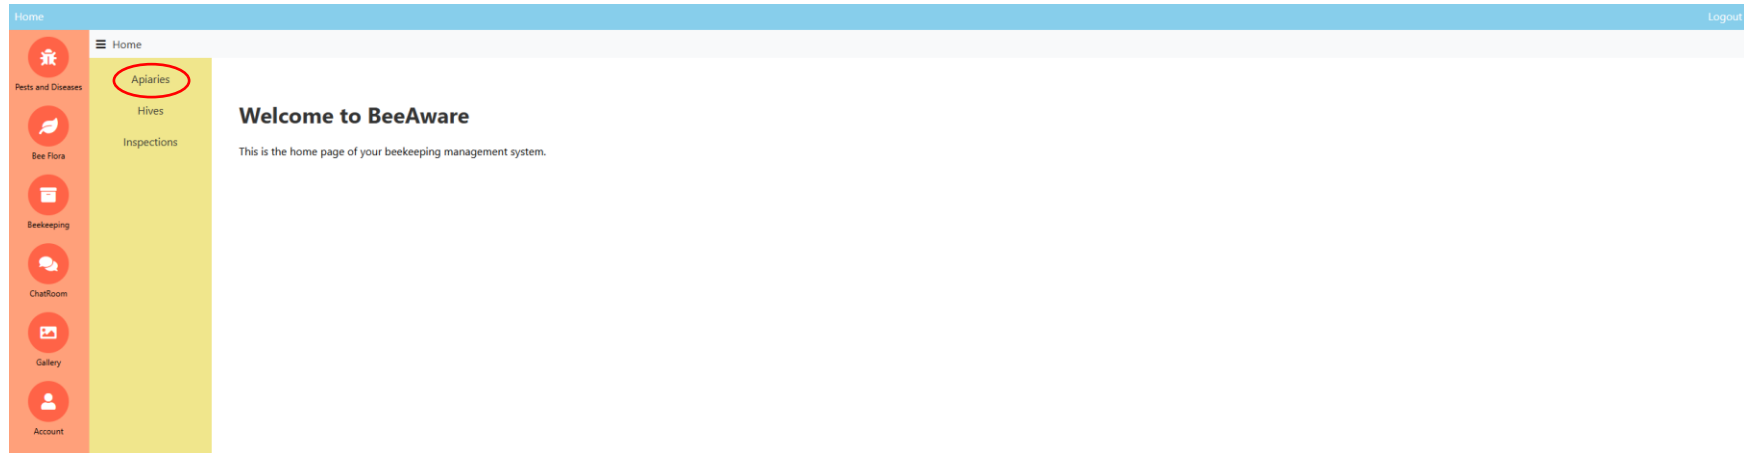 Home
Logout
Home
Pests and Diseases
Bee Flora
Beekeeping
ChatRoom
Gallery
Account
Apiaries
Hives
Inspections
Welcome to BeeAware
This is the home page of your beekeeping management system.